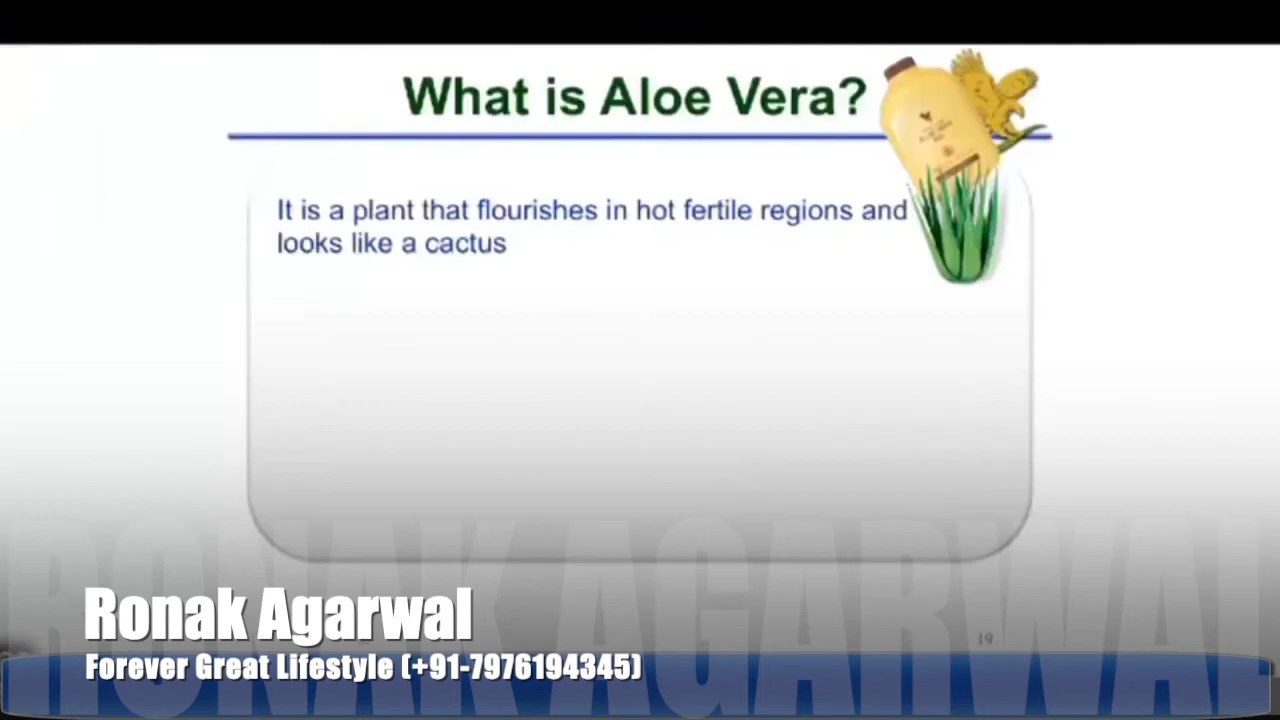 What is Aloe Vera?
It is a plant that flourishes in hot fertile regions and
looks like a cactus
19
RONAK AGARWAL
Ronak Agarwal
Forever Great Lifestyle (+91-7976194345)